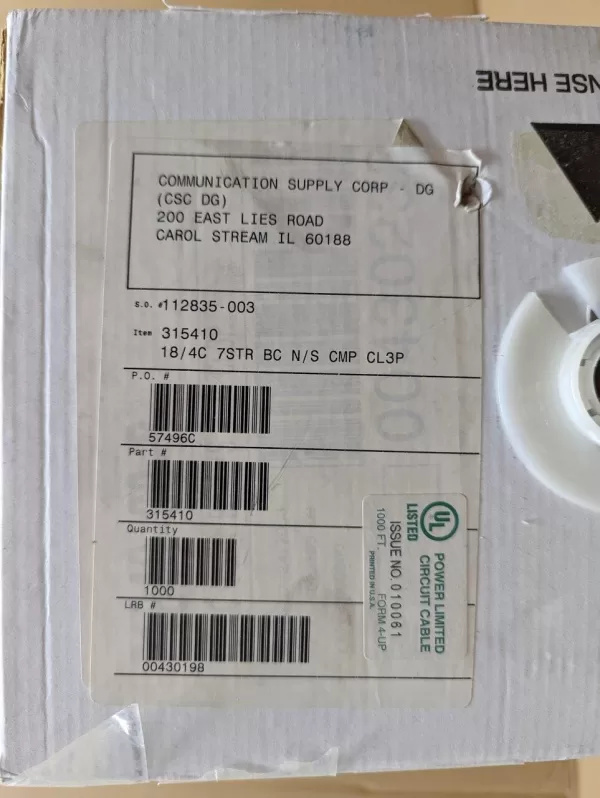 NSE HERE
COMMUNICATION SUPPLY CORP - DG
(CSC DG)
200 EAST LIES ROAD
CAROL STREAM IL 60188
S.O. #112835-003
Item 315410
18/4C 7STR BC N/S CMP CL3P
P.O. #
57496C
Part #
315410
Quantity
1000
LRB #
00430198
UL
LISTED
POWER LIMITED
CIRCUIT CABLE
ISSUE NO. 010061
1000 FT. FORM 4-UP
PRINTED IN U.S.A.